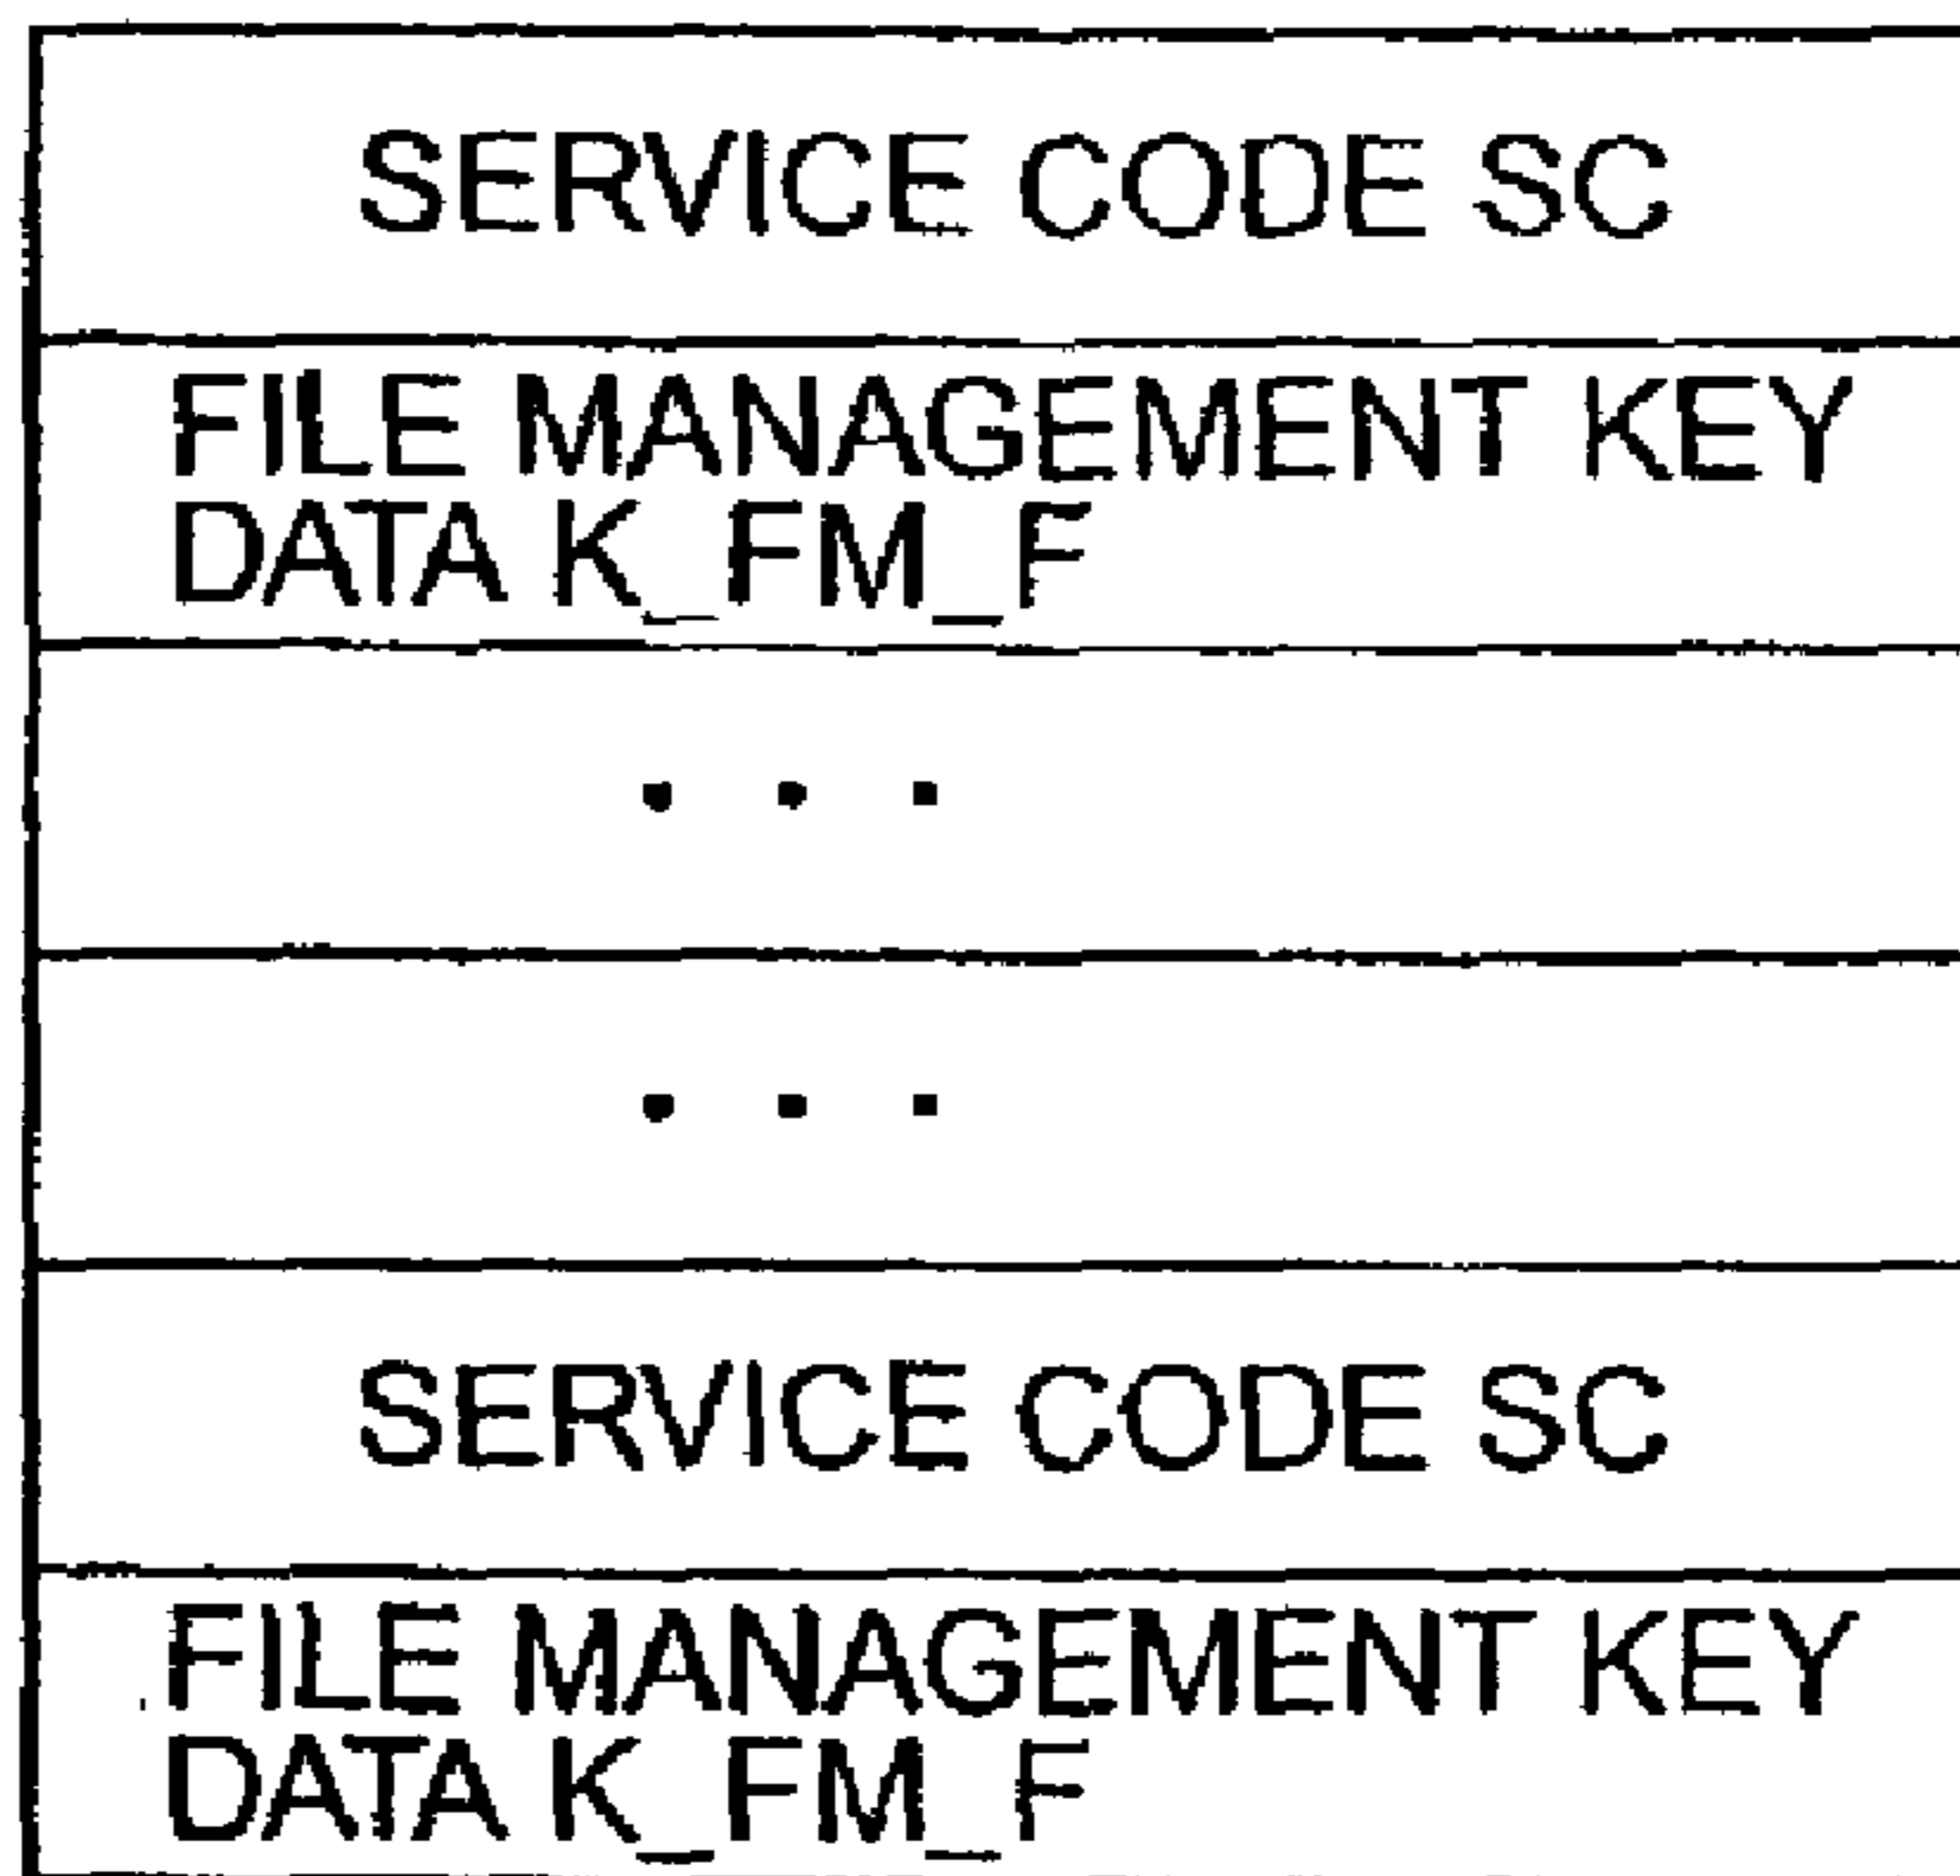 SERVICE CODE SC
FILE MANAGEMENT KEY
DATA K_FM_F
. . .
. . .
SERVICE CODE SC
FILE MANAGEMENT KEY
DATA K_FM_F